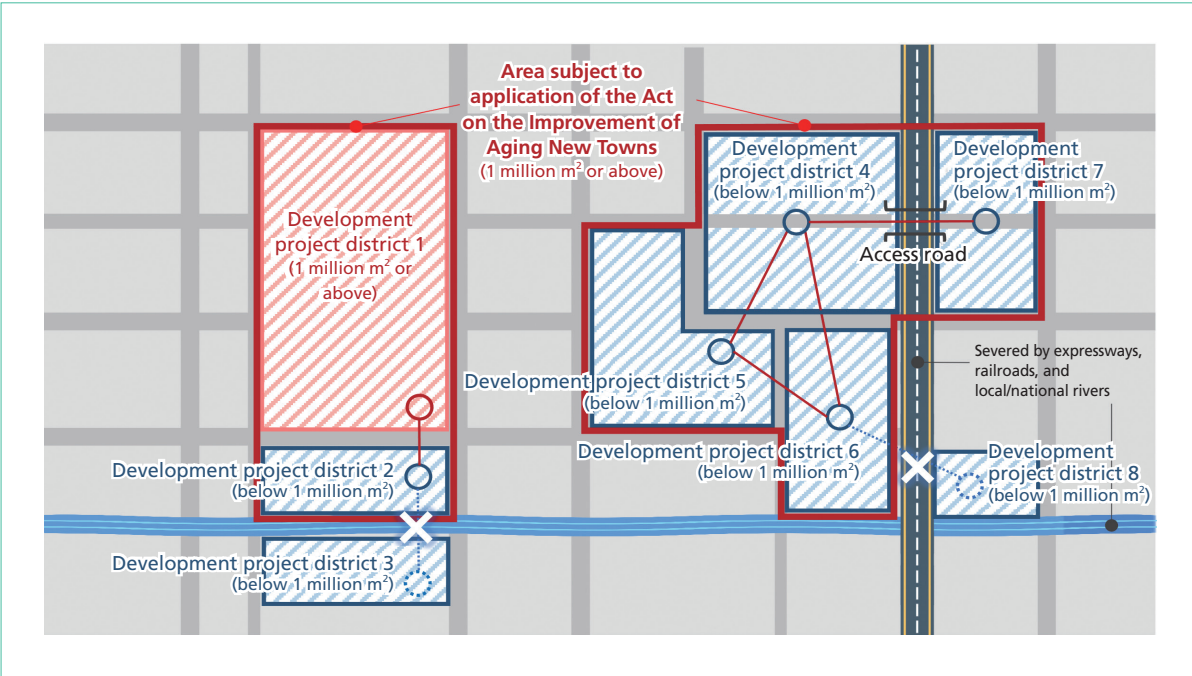 Area subject to
application of the Act
on the Improvement of
Aging New Towns
(1 million m² or above)
Development
project district 1
(1 million m² or
above)
Development project district 2
(below 1 million m²)
Development project district 3
(below 1 million m²)
Development
project district 4
(below 1 million m²)
Development
project district 7
(below 1 million m²)
Access road
Development project district 5
(below 1 million m²)
Development project district 6
(below 1 million m²)
Severed by expressways,
railroads, and
local/national rivers
Development
project district 8
(below 1 million m²)